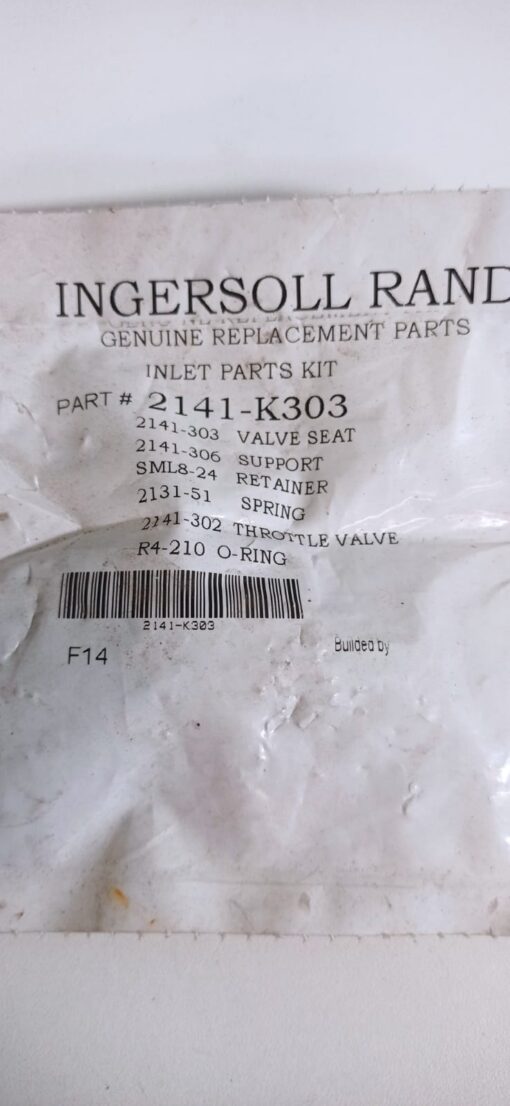 INGERSOLL RAND
GENUINE REPLACEMENT PARTS
INLET PARTS KIT
PART # 2141-K303
2141-303 VALVE SEAT
2141-306 SUPPORT
SML8-24 RETAINER
2131-51 SPRING
2141-302 THROTTLE VALVE
R4-210 O-RING
2141-K303
F14
Builded by